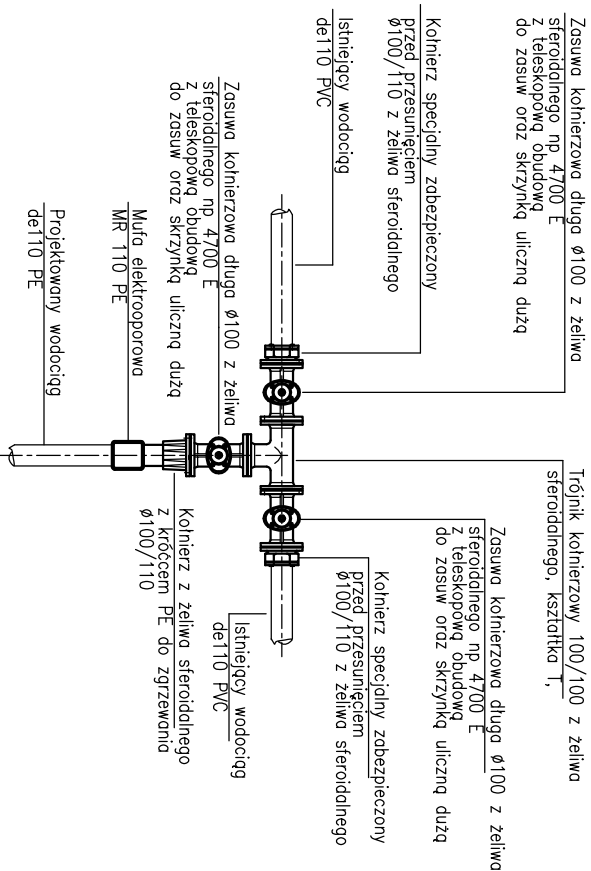 Zasuwa kołnierzowa długa ø100 z żeliwa
sferoidalnego np 4700 E
z teleskopową obudową
do zasuw oraz skrzynką uliczną dużą
Kołnierz specjalny zabezpieczony
przed przesunięciem
ø100/110 z żeliwa sferoidalnego
Istniejący wodociąg
de110 PVC
Zasuwa kołnierzowa długa ø100 z żeliwa
sferoidalnego np 4700 E
z teleskopową obudową
do zasuw oraz skrzynką uliczną dużą
Mufa elektrooporowa
MR 110 PE
Projektowany wodociąg
de110 PE
Trójnik kołnierzowy 100/100 z żeliwa
sferoidalnego, kształtka T,
Zasuwa kołnierzowa długa ø100 z żeliwa
sferoidalnego np 4700 E
z teleskopową obudową
do zasuw oraz skrzynką uliczną dużą
Kołnierz specjalny zabezpieczony
przed przesunięciem
ø100/110 z żeliwa sferoidalnego
Istniejący wodociąg
de110 PVC
Kołnierz z żeliwa sferoidalnego
z króćcem PE do zgrzewania
ø100/110